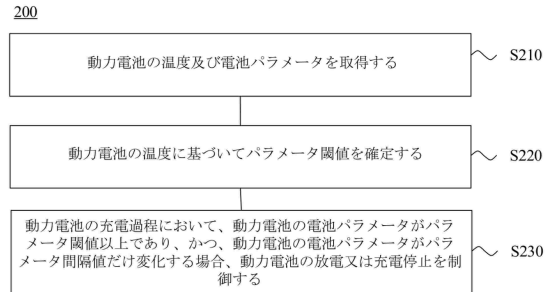 200
動力電池の温度及び電池パラメータを取得する
S210
動力電池の温度に基づいてパラメータ閾値を確定する
S220
動力電池の充電過程において、動力電池の電池パラメータがパラ
メータ閾値以上であり、かつ、動力電池の電池パラメータがパラ
メータ間隔値だけ変化する場合、動力電池の放電又は充電停止を制
御する
S230